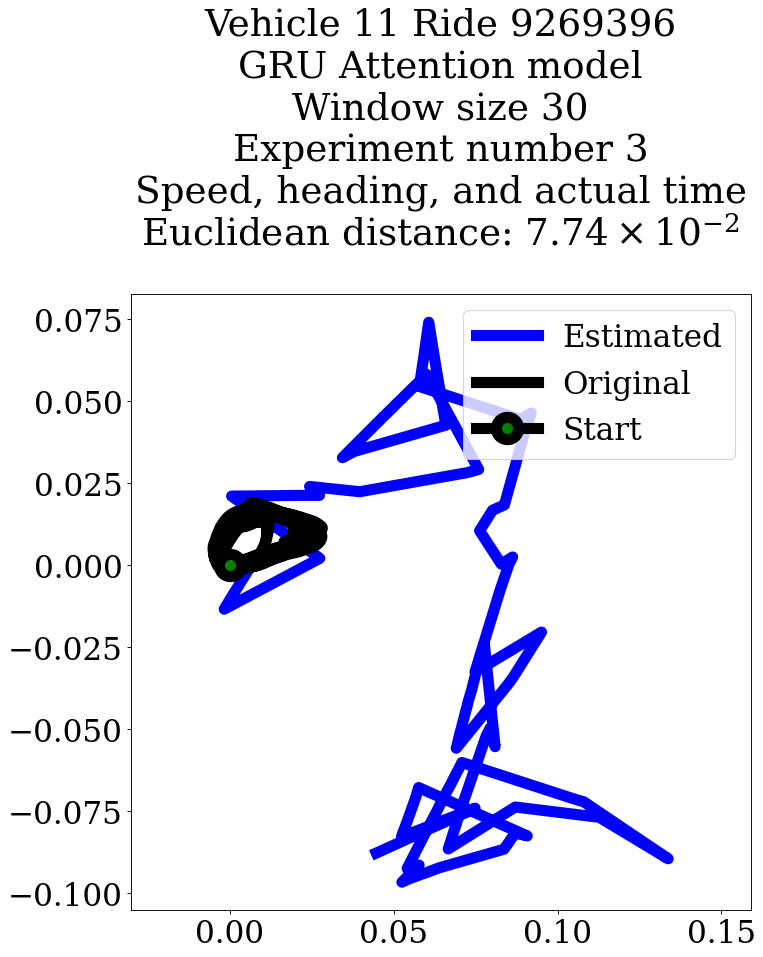 Vehicle 11 Ride 9269396
GRU Attention model
Window size 30
Experiment number 3
Speed, heading, and actual time
Euclidean distance: 7.74 × 10⁻²
Estimated
Original
Start
0.075
0.050
0.025
0.000
−0.025
−0.050
−0.075
−0.100
0.00 0.05 0.10 0.15